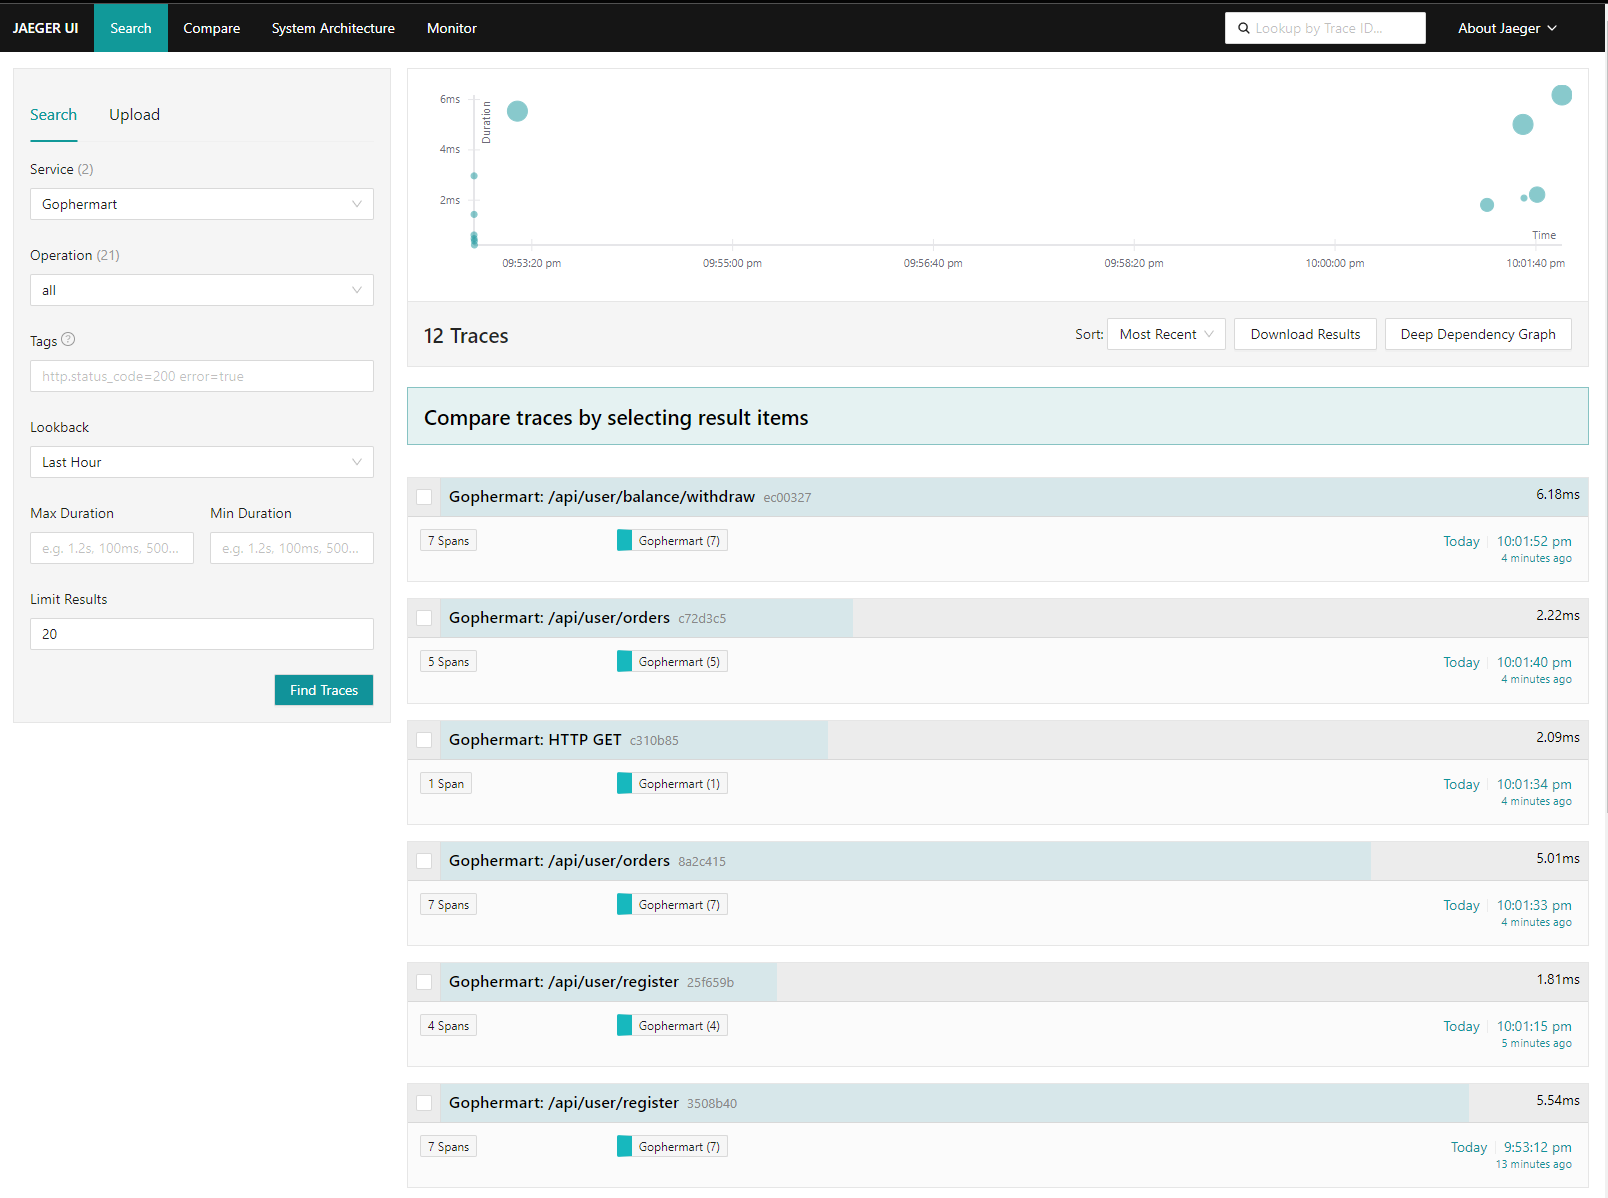 JAEGER UI Search Compare System Architecture Monitor Lookup by Trace ID... About Jaeger
Search Upload
Service (2)
Gophermart
Operation (21)
all
Tags
http.status_code=200 error=true
Lookback
Last Hour
Max Duration Min Duration
e.g. 1.2s, 100ms, 500... e.g. 1.2s, 100ms, 500...
Limit Results
20
Find Traces
6ms
4ms
2ms
Duration
Time
09:53:20 pm 09:55:00 pm 09:56:40 pm 09:58:20 pm 10:00:00 pm 10:01:40 pm
12 Traces Sort: Most Recent Download Results Deep Dependency Graph
Compare traces by selecting result items
Gophermart: /api/user/balance/withdraw ec00327 6.18ms
7 Spans Gophermart (7) Today 10:01:52 pm
4 minutes ago
Gophermart: /api/user/orders c72d3c5 2.22ms
5 Spans Gophermart (5) Today 10:01:40 pm
4 minutes ago
Gophermart: HTTP GET c310b85 2.09ms
1 Span Gophermart (1) Today 10:01:34 pm
4 minutes ago
Gophermart: /api/user/orders 8a2c415 5.01ms
7 Spans Gophermart (7) Today 10:01:33 pm
4 minutes ago
Gophermart: /api/user/register 25f659b 1.81ms
4 Spans Gophermart (4) Today 10:01:15 pm
5 minutes ago
Gophermart: /api/user/register 3508b40 5.54ms
7 Spans Gophermart (7) Today 9:53:12 pm
13 minutes ago